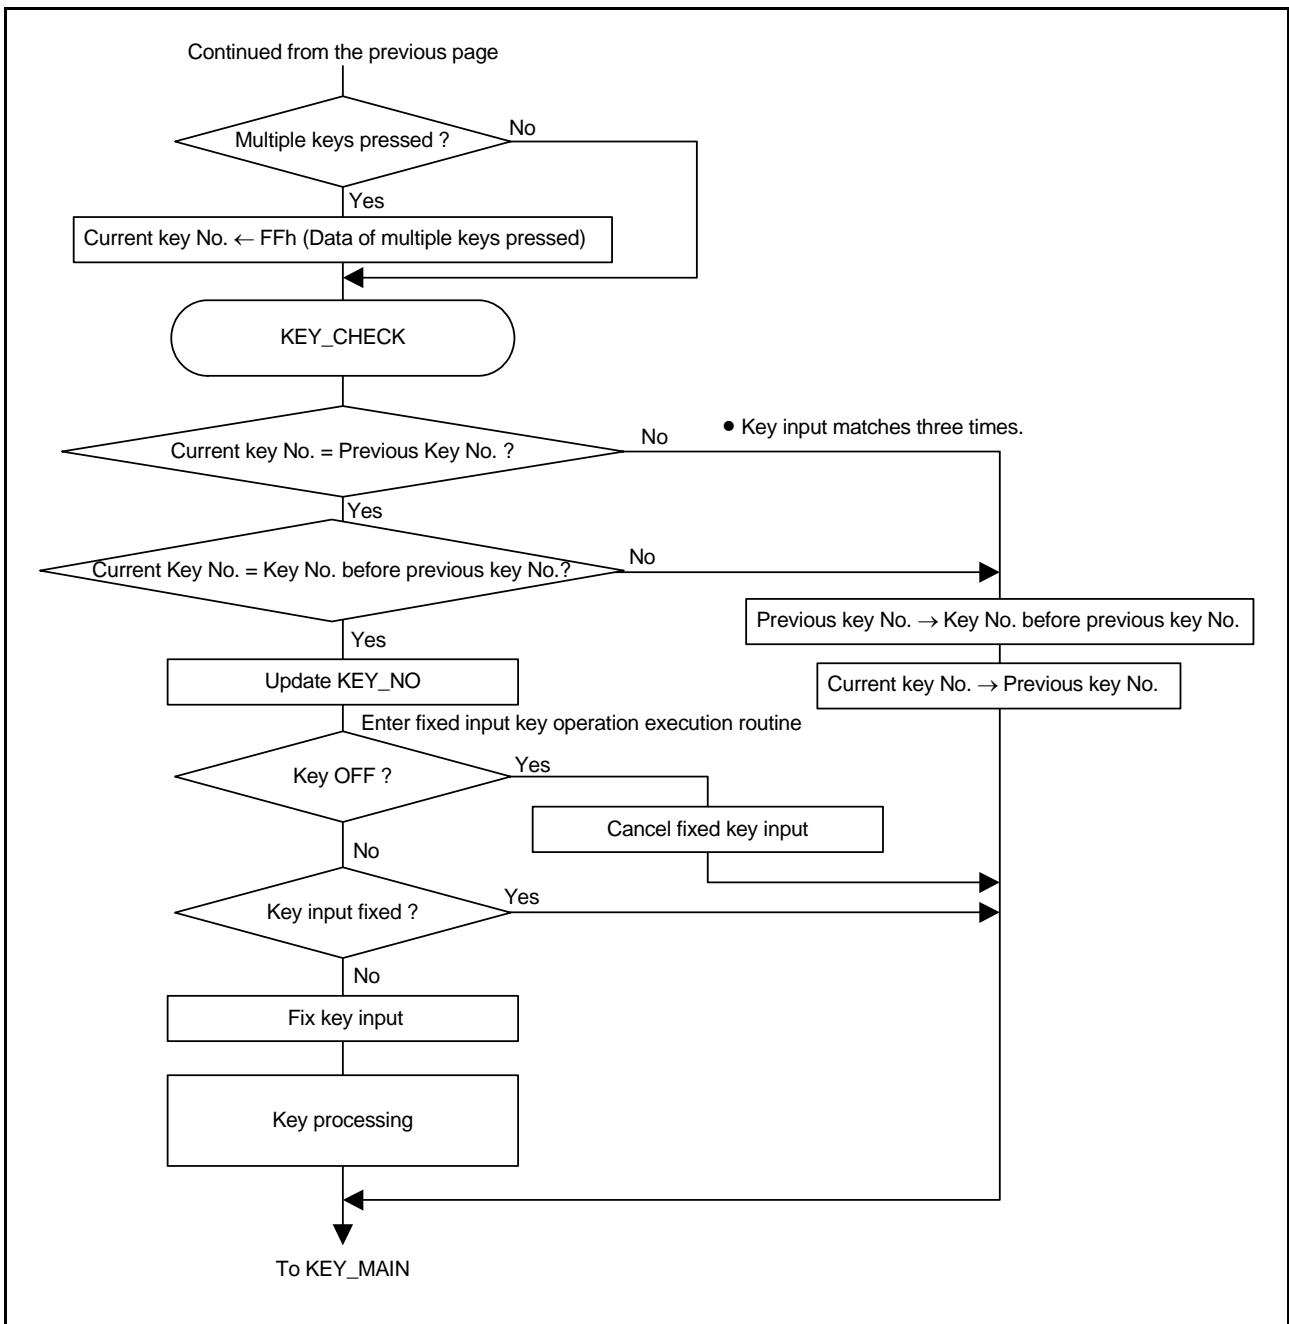 Continued from the previous page
Multiple keys pressed ?
No
Yes
Current key No. ← FFh (Data of multiple keys pressed)
KEY_CHECK
Current key No. = Previous Key No. ?
No
● Key input matches three times.
Yes
Current Key No. = Key No. before previous key No.?
No
Previous key No. → Key No. before previous key No.
Yes
Update KEY_NO
Current key No. → Previous key No.
Enter fixed input key operation execution routine
Key OFF ?
Yes
Cancel fixed key input
No
Key input fixed ?
Yes
No
Fix key input
Key processing
To KEY_MAIN